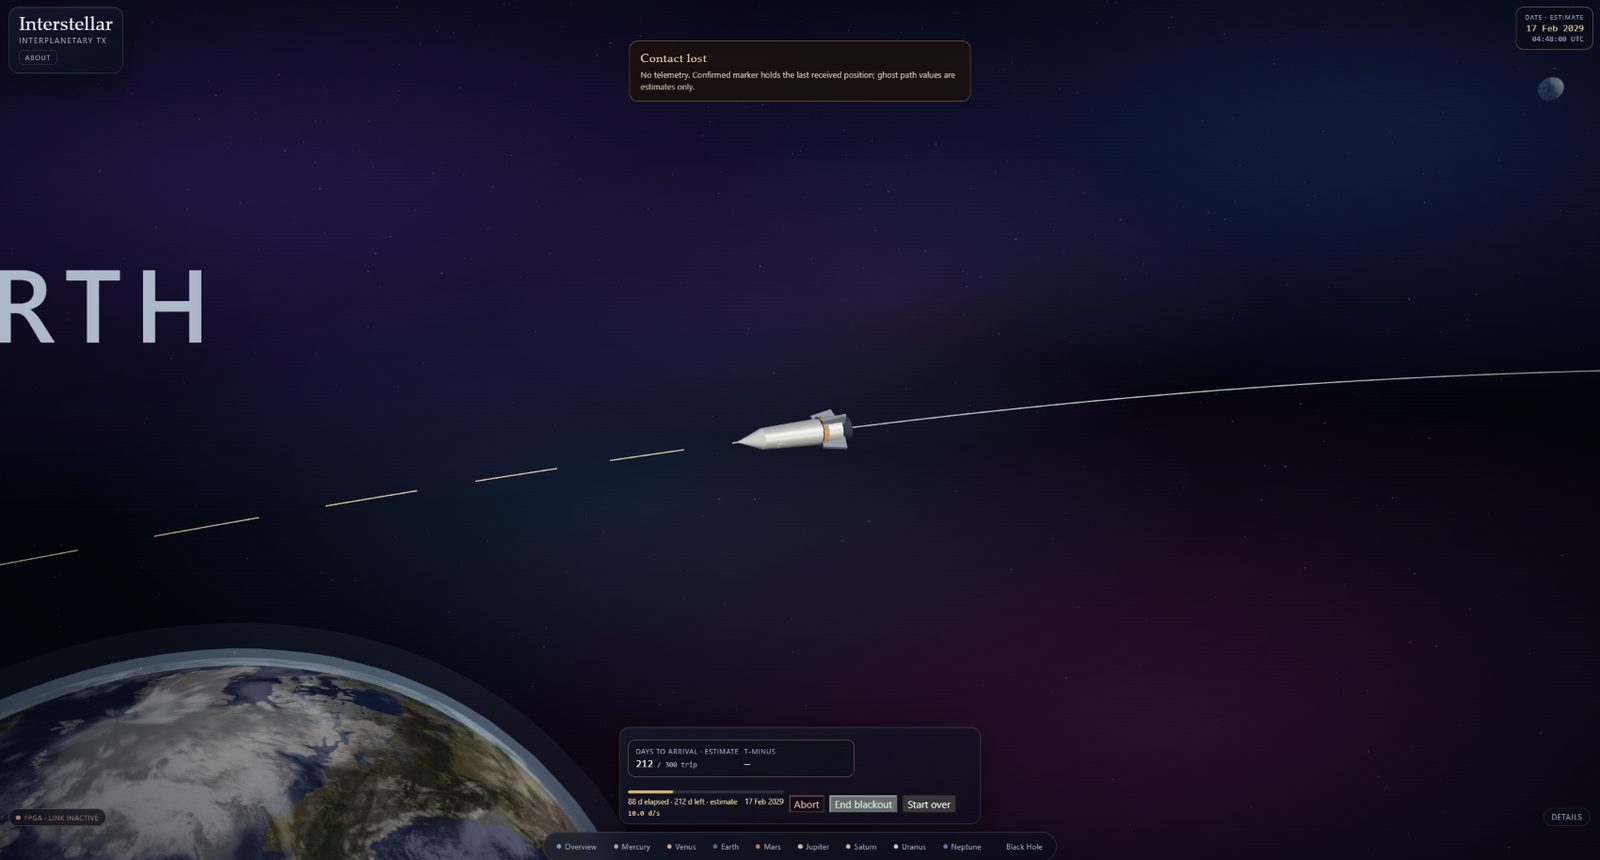 Interstellar
INTERPLANETARY TX
ABOUT
DATE · ESTIMATE
17 Feb 2029
04:48:00 UTC
Contact lost
No telemetry. Confirmed marker holds the last received position; ghost path values are
estimates only.
RTH
DAYS TO ARRIVAL · ESTIMATE T-MINUS
212 / 300 trip —
88 d elapsed · 212 d left · estimate 17 Feb 2029
10.0 d/s
Abort End blackout Start over
FPGA · LINK INACTIVE
DETAILS
Overview Mercury Venus Earth Mars Jupiter Saturn Uranus Neptune Black Hole